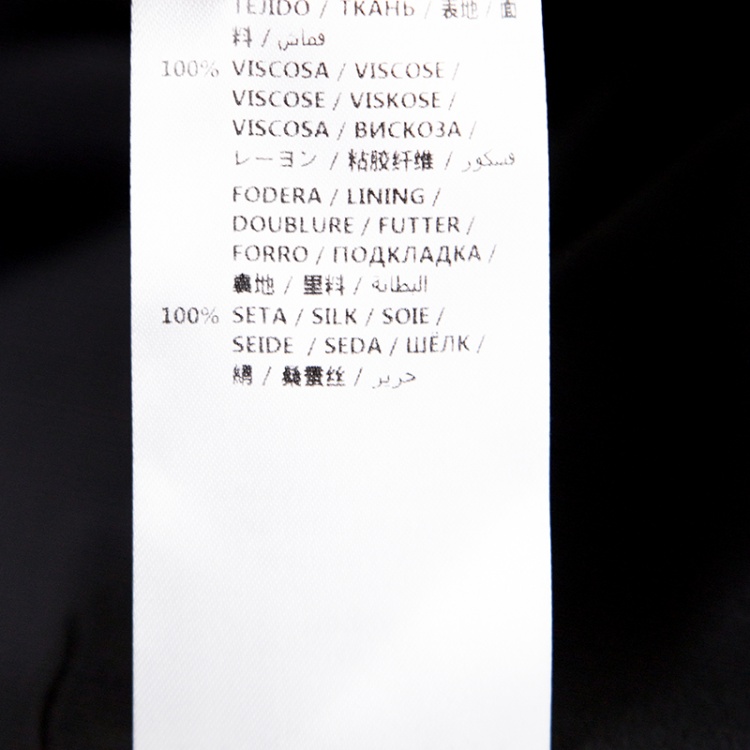 TEJIDO / ТКАНЬ / 表地 / 面
料 / قماش
100% VISCOSA / VISCOSE /
VISCOSE / VISKOSE /
VISCOSA / ВИСКОЗА /
レーヨン / 粘胶纤维 / فسكوز
FODERA / LINING /
DOUBLURE / FUTTER /
FORRO / ПОДКЛАДКА /
裏地 / 里料 / البطانة
100% SETA / SILK / SOIE /
SEIDE / SEDA / ШЁЛК /
絹 / 桑蚕丝 / حرير